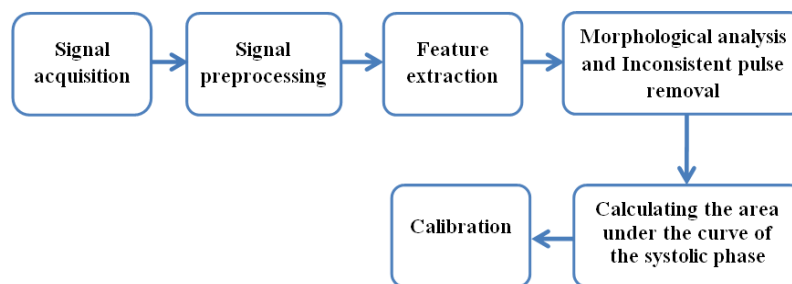 Signal
acquisition
Signal
preprocessing
Feature
extraction
Morphological analysis
and Inconsistent pulse
removal
Calculating the area
under the curve of
the systolic phase
Calibration